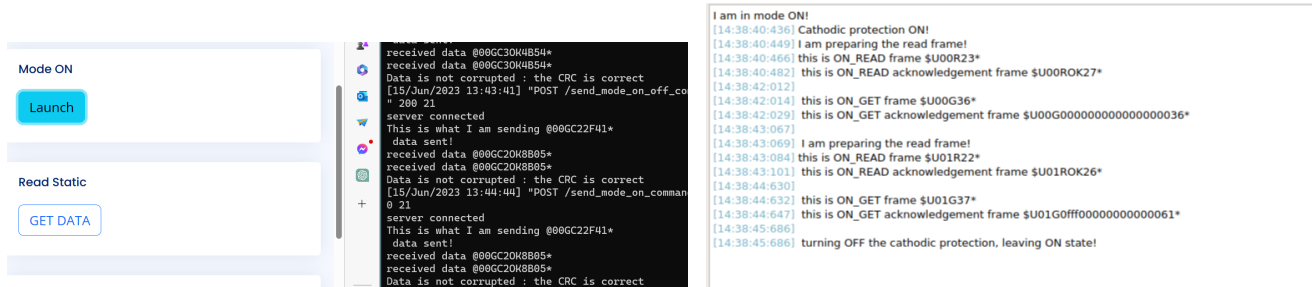 Mode ON
Launch
Read Static
GET DATA
received data @00GC3OK4B54*
received data @00GC3OK4B54*
Data is not corrupted : the CRC is correct
[15/Jun/2023 13:43:41] "POST /send_mode_on_off_co
" 200 21
server connected
This is what I am sending @00GC22F41*
data sent!
received data @00GC2OK8B05*
received data @00GC2OK8B05*
Data is not corrupted : the CRC is correct
[15/Jun/2023 13:44:44] "POST /send_mode_on_comman
0 21
server connected
This is what I am sending @00GC22F41*
data sent!
received data @00GC2OK8B05*
received data @00GC2OK8B05*
Data is not corrupted : the CRC is correct
I am in mode ON!
[14:38:40:436] Cathodic protection ON!
[14:38:40:449] I am preparing the read frame!
[14:38:40:466] this is ON_READ frame $U00R23*
[14:38:40:482] this is ON_READ acknowledgement frame $U00ROK27*
[14:38:42:012]
[14:38:42:014] this is ON_GET frame $U00G36*
[14:38:42:029] this is ON_GET acknowledgement frame $U00G000000000000000036*
[14:38:43:067]
[14:38:43:069] I am preparing the read frame!
[14:38:43:084] this is ON_READ frame $U01R22*
[14:38:43:101] this is ON_READ acknowledgement frame $U01ROK26*
[14:38:44:630]
[14:38:44:632] this is ON_GET frame $U01G37*
[14:38:44:647] this is ON_GET acknowledgement frame $U01G0fff00000000000061*
[14:38:45:686]
[14:38:45:686] turning OFF the cathodic protection, leaving ON state!